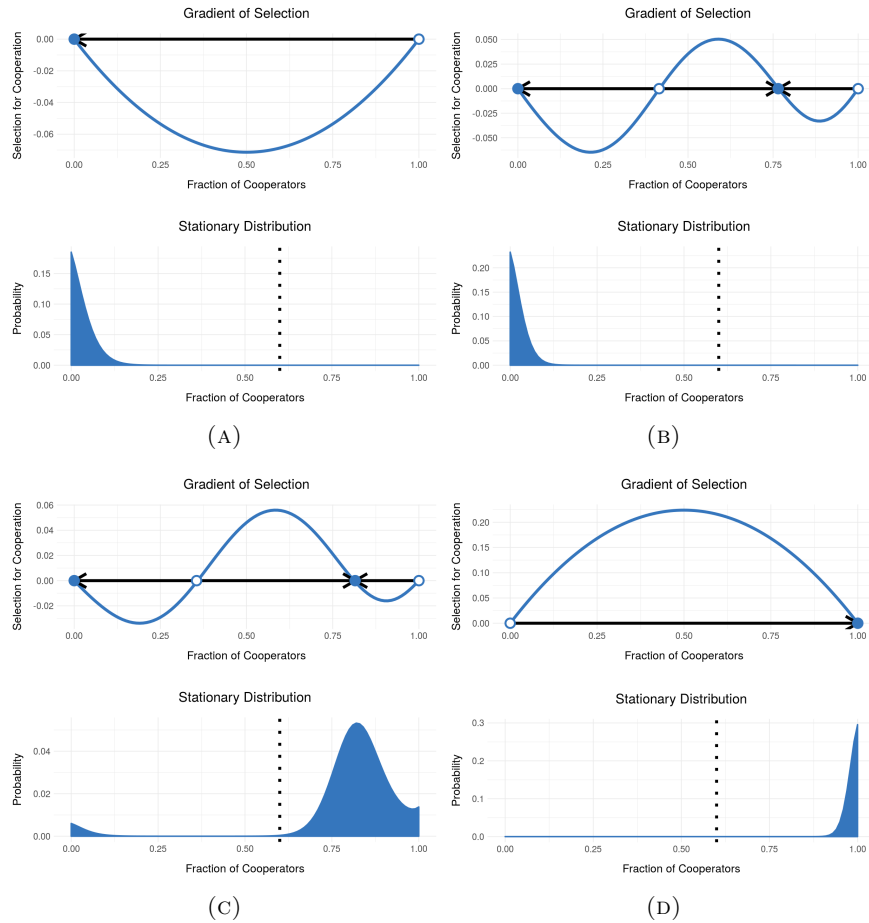 Gradient of Selection
Selection for Cooperation
0.00
-0.02
-0.04
-0.06
0.00 0.25 0.50 0.75 1.00
Fraction of Cooperators
Stationary Distribution
Probability
0.15
0.10
0.05
0.00
0.00 0.25 0.50 0.75 1.00
Fraction of Cooperators
(A)
Gradient of Selection
Selection for Cooperation
0.050
0.025
0.000
-0.025
-0.050
0.00 0.25 0.50 0.75 1.00
Fraction of Cooperators
Stationary Distribution
Probability
0.20
0.15
0.10
0.05
0.00
0.00 0.25 0.50 0.75 1.00
Fraction of Cooperators
(B)
Gradient of Selection
Selection for Cooperation
0.06
0.04
0.02
0.00
-0.02
0.00 0.25 0.50 0.75 1.00
Fraction of Cooperators
Stationary Distribution
Probability
0.04
0.02
0.00
0.00 0.25 0.50 0.75 1.00
Fraction of Cooperators
(C)
Gradient of Selection
Selection for Cooperation
0.20
0.15
0.10
0.05
0.00
0.00 0.25 0.50 0.75 1.00
Fraction of Cooperators
Stationary Distribution
Probability
0.3
0.2
0.1
0.0
0.00 0.25 0.50 0.75 1.00
Fraction of Cooperators
(D)